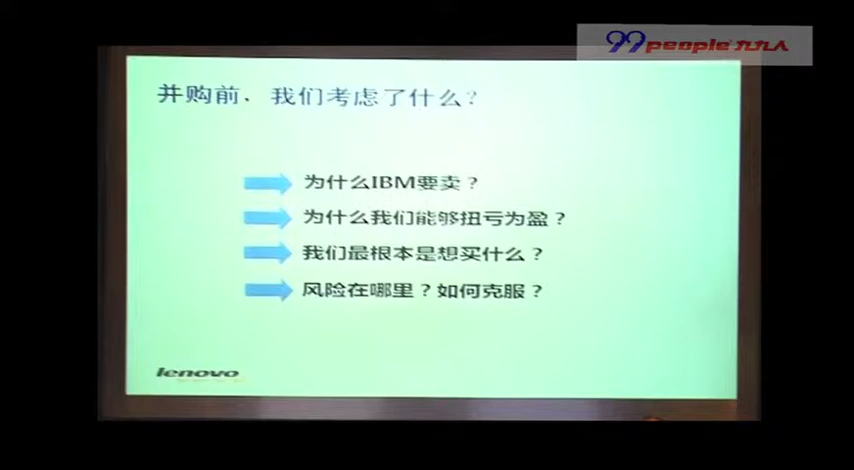 99people 九九人
并购前，我们考虑了什么？
为什么IBM要卖？
为什么我们能够扭亏为盈？
我们最根本是想买什么？
风险在哪里？如何克服？
lenovo